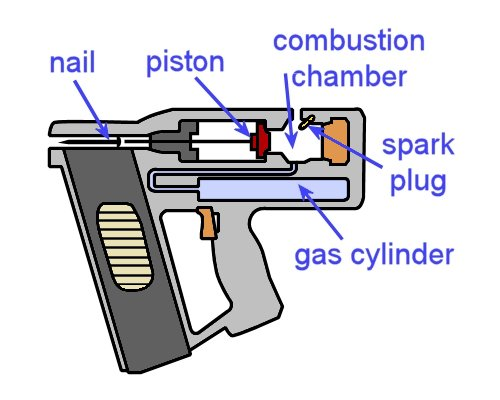 nail
piston
combustion
chamber
spark
plug
gas cylinder